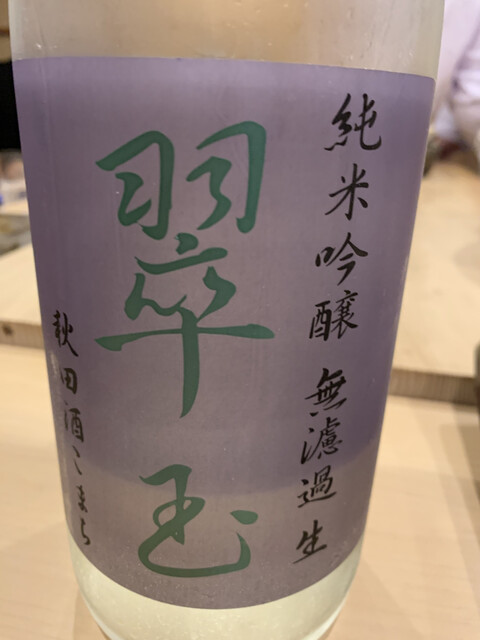 純米吟醸 無濾過生
翠玉
秋田酒こまち